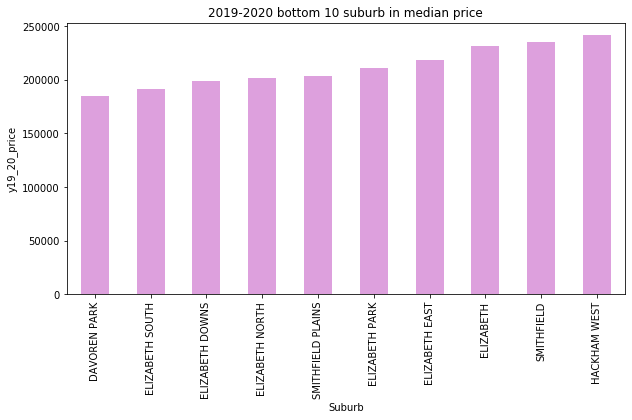 2019-2020 bottom 10 suburb in median price
y19_20_price
250000
200000
150000
100000
50000
0
DAVOREN PARK
ELIZABETH SOUTH
ELIZABETH DOWNS
ELIZABETH NORTH
SMITHFIELD PLAINS
ELIZABETH PARK
ELIZABETH EAST
ELIZABETH
SMITHFIELD
HACKHAM WEST
Suburb